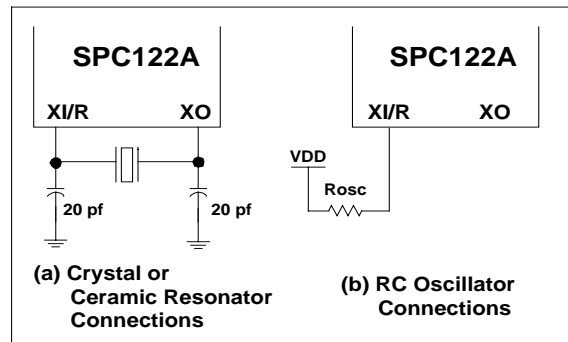 SPC122A
XI/R XO
20 pf 20 pf
(a) Crystal or
Ceramic Resonator
Connections
SPC122A
XI/R XO
VDD
Rosc
(b) RC Oscillator
Connections